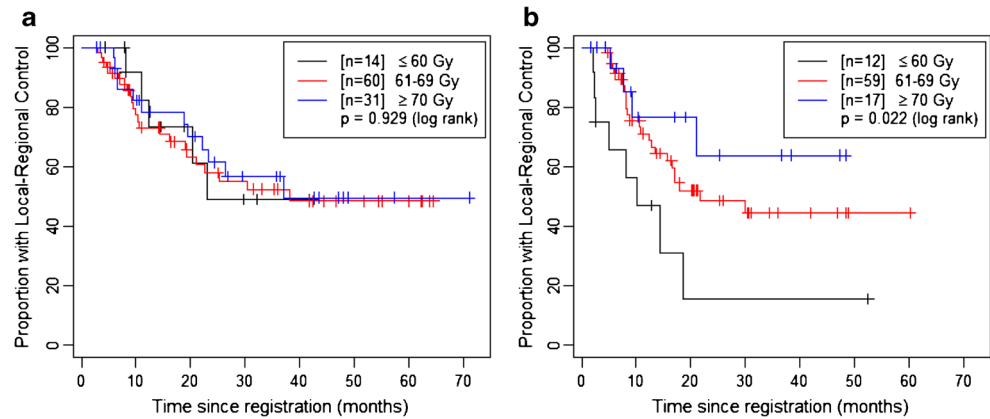 a
Proportion with Local-Regional Control
100
80
60
40
20
0
[n=14] ≤ 60 Gy
[n=60] 61-69 Gy
[n=31] ≥ 70 Gy
p = 0.929 (log rank)
0 10 20 30 40 50 60 70
Time since registration (months)
b
Proportion with Local-Regional Control
100
80
60
40
20
0
[n=12] ≤ 60 Gy
[n=59] 61-69 Gy
[n=17] ≥ 70 Gy
p = 0.022 (log rank)
0 10 20 30 40 50 60 70
Time since registration (months)